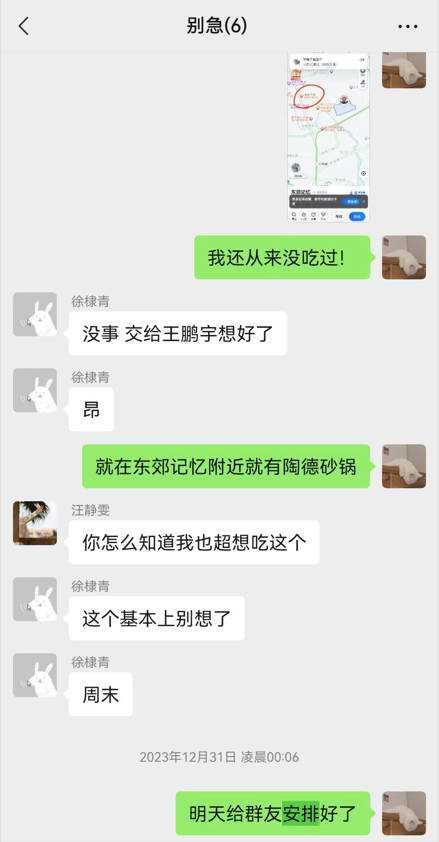 别急(6)
东郊记忆
我还从来没吃过！
徐棣青
没事 交给王鹏宇想好了
徐棣青
昂
就在东郊记忆附近就有陶德砂锅
汪静雯
你怎么知道我也超想吃这个
徐棣青
这个基本上别想了
徐棣青
周末
2023年12月31日 凌晨00:06
明天给群友安排好了